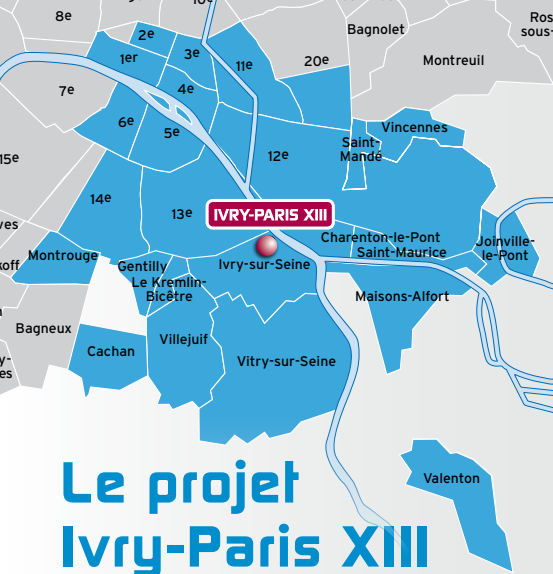 8e
10e
2e
3e
1er
11e
20e
Bagnolet
Montreuil
sous-
7e
4e
6e
5e
Vincennes
Saint-
Mandé
12e
15e
14e
13e
IVRY-PARIS XIII
Charenton-le-Pont
Saint-Maurice
Joinville-
le-Pont
Montrouge
Gentilly
Ivry-sur-Seine
Le Kremlin-
Bicêtre
Maisons-Alfort
Bagneux
Cachan
Villejuif
Vitry-sur-Seine
Valenton
Le projet
Ivry-Paris XIII